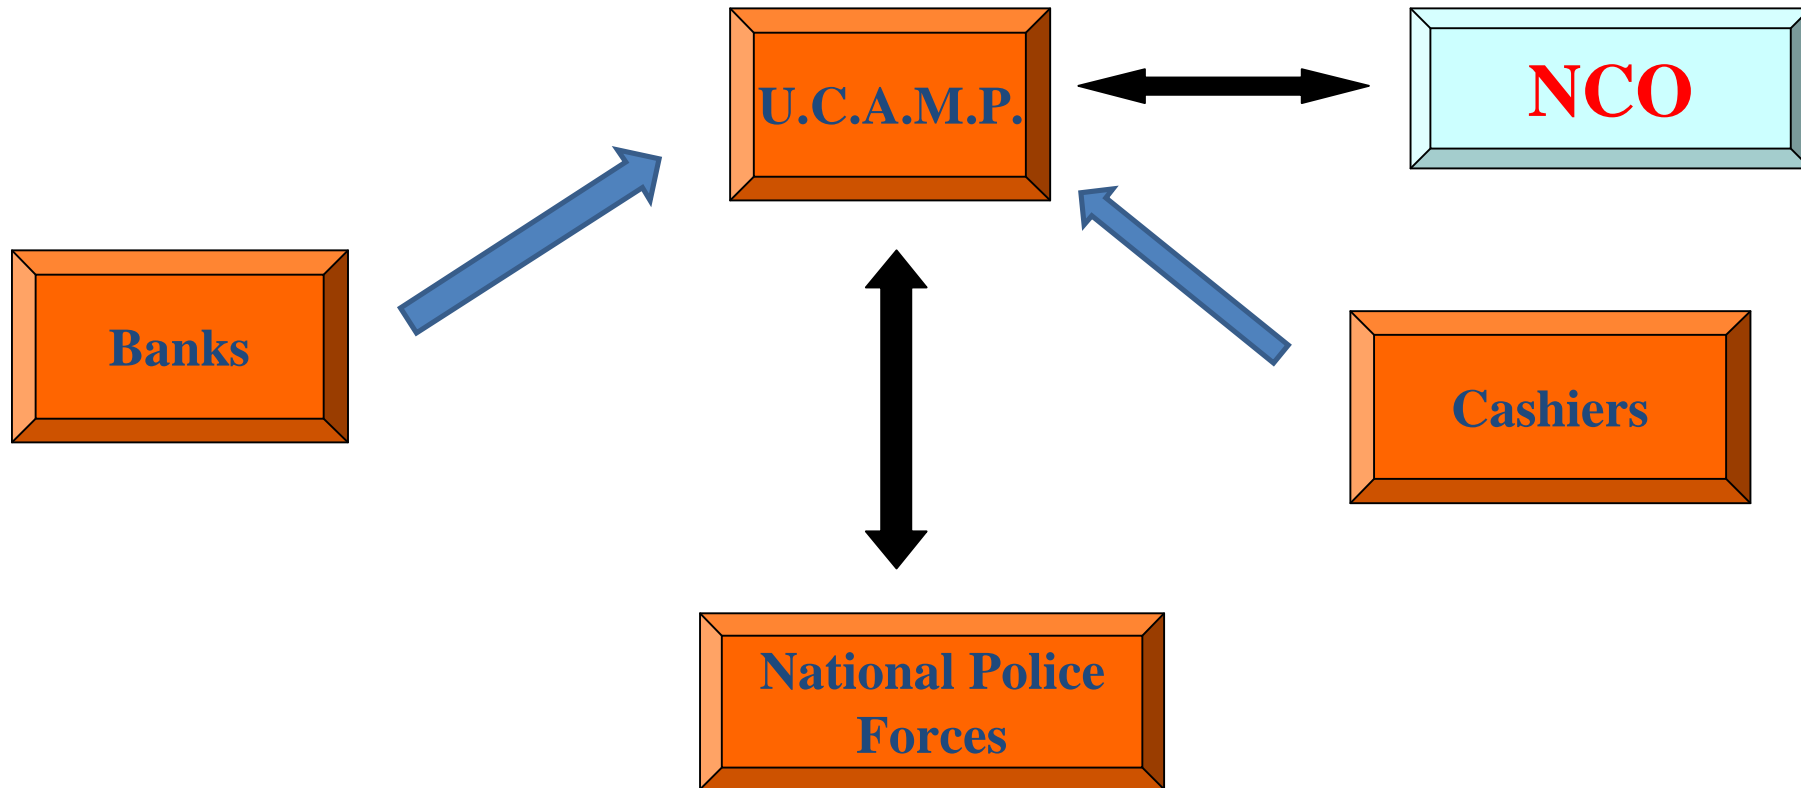 U.C.A.M.P.
NCO
Banks
Cashiers
National Police
Forces